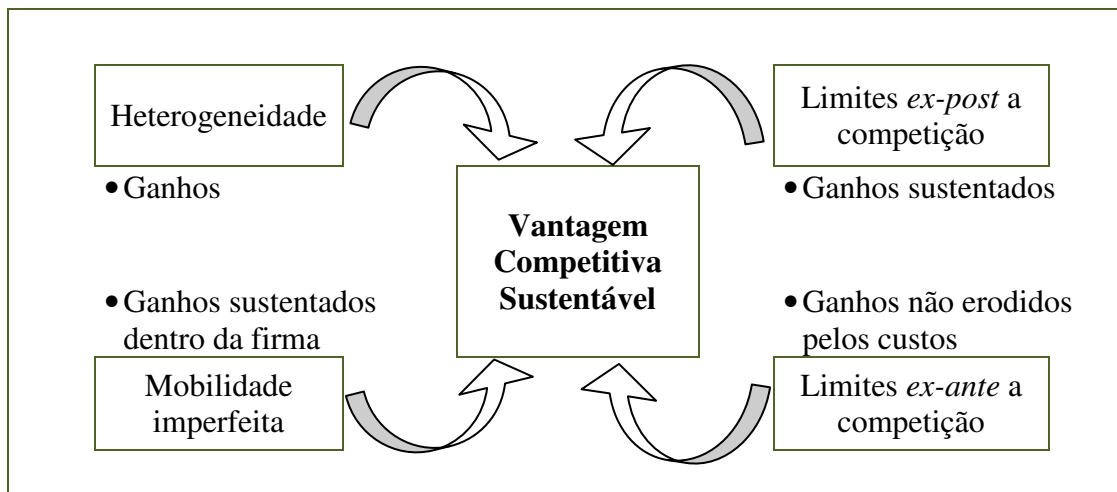 Heterogeneidade
• Ganhos
Limites ex-post a
competição
• Ganhos sustentados
Vantagem
Competitiva
Sustentável
• Ganhos sustentados
dentro da firma
Mobilidade
imperfeita
• Ganhos não erodidos
pelos custos
Limites ex-ante a
competição